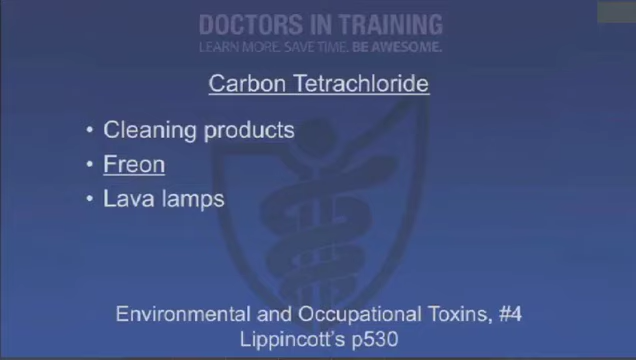 DOCTORS IN TRAINING
LEARN MORE. SAVE TIME. BE AWESOME.
Carbon Tetrachloride
• Cleaning products
• Freon
• Lava lamps
Environmental and Occupational Toxins, #4
Lippincott's p530